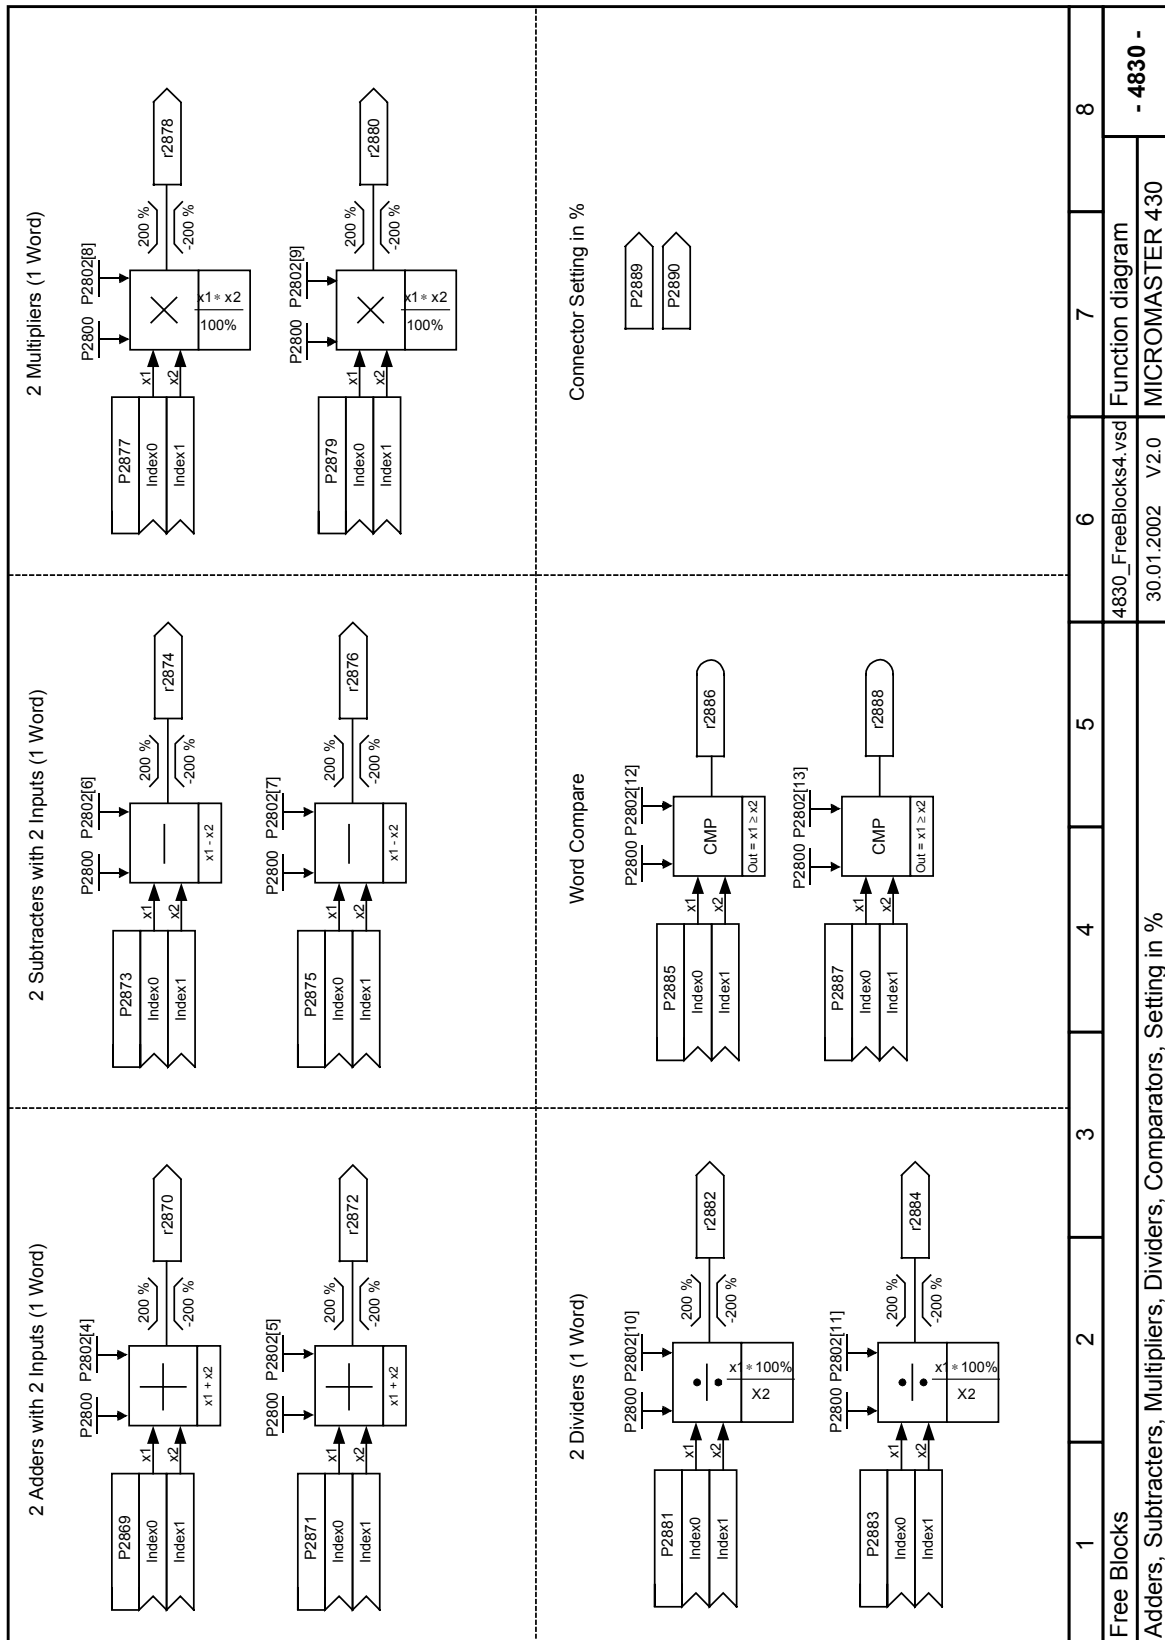 2 Adders with 2 Inputs (1 Word)
P2800 P2802[4]
P2869
Index0
Index1
x1
x2
x1 + x2
200 %
-200 %
r2870
P2800 P2802[5]
P2871
Index0
Index1
x1
x2
x1 + x2
200 %
-200 %
r2872
2 Subtracters with 2 Inputs (1 Word)
P2800 P2802[6]
P2873
Index0
Index1
x1
x2
x1 - x2
200 %
-200 %
r2874
P2800 P2802[7]
P2875
Index0
Index1
x1
x2
x1 - x2
200 %
-200 %
r2876
2 Multipliers (1 Word)
P2800 P2802[8]
P2877
Index0
Index1
x1
x2
x1 * x2
100%
200 %
-200 %
r2878
P2800 P2802[9]
P2879
Index0
Index1
x1
x2
x1 * x2
100%
200 %
-200 %
r2880
2 Dividers (1 Word)
P2800 P2802[10]
P2881
Index0
Index1
x1
x2
x1 * 100%
X2
200 %
-200 %
r2882
P2800 P2802[11]
P2883
Index0
Index1
x1
x2
x1 * 100%
X2
200 %
-200 %
r2884
Word Compare
P2800 P2802[12]
P2885
Index0
Index1
x1
x2
CMP
Out = x1 ≥ x2
r2886
P2800 P2802[13]
P2887
Index0
Index1
x1
x2
CMP
Out = x1 ≥ x2
r2888
Connector Setting in %
P2889
P2890
1 2 3 4 5 6 7 8
Free Blocks 4830_FreeBlocks4.vsd Function diagram - 4830 -
Adders, Subtracters, Multipliers, Dividers, Comparators, Setting in % 30.01.2002 V2.0 MICROMASTER 430